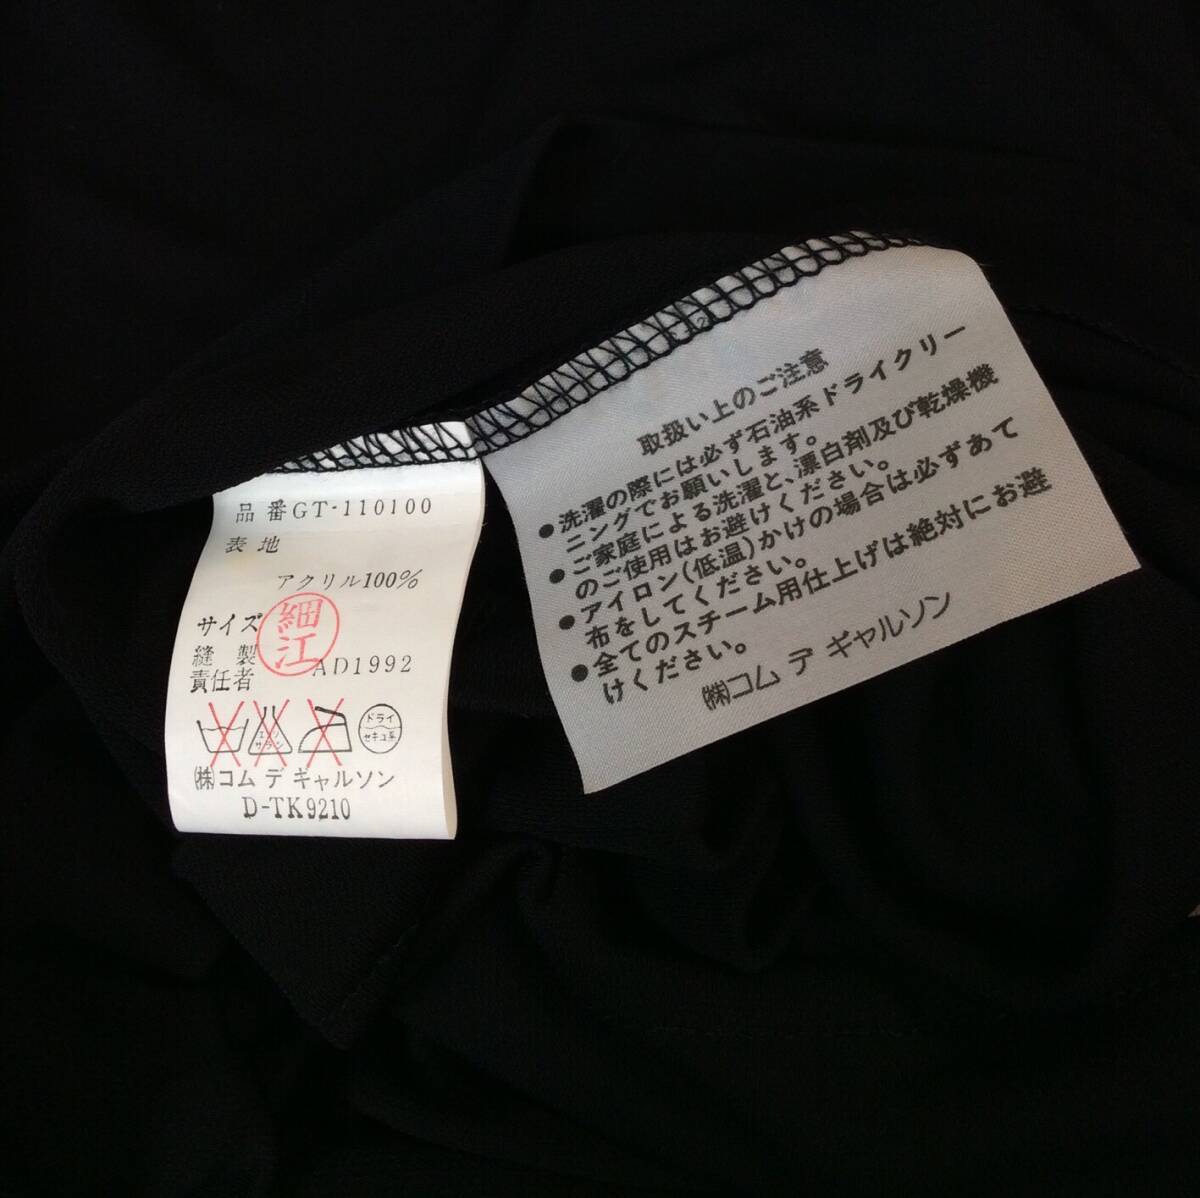 品番GT-110100
表地
アクリル100%
サイズ
縫製
責任者
細江
AD1992
エンソ
サラシ
ドライ
セキユ系
㈱コム デ ギャルソン
D-TK9210
取扱い上のご注意
●洗濯の際には必ず石油系ドライクリー
ニングでお願いします。
●ご家庭による洗濯と、漂白剤及び乾燥機
のご使用はお避けください。
●アイロン(低温)かけの場合は必ずあて
布をしてください。
●全てのスチーム用仕上げは絶対にお避
けください。
㈱コム デ ギャルソン